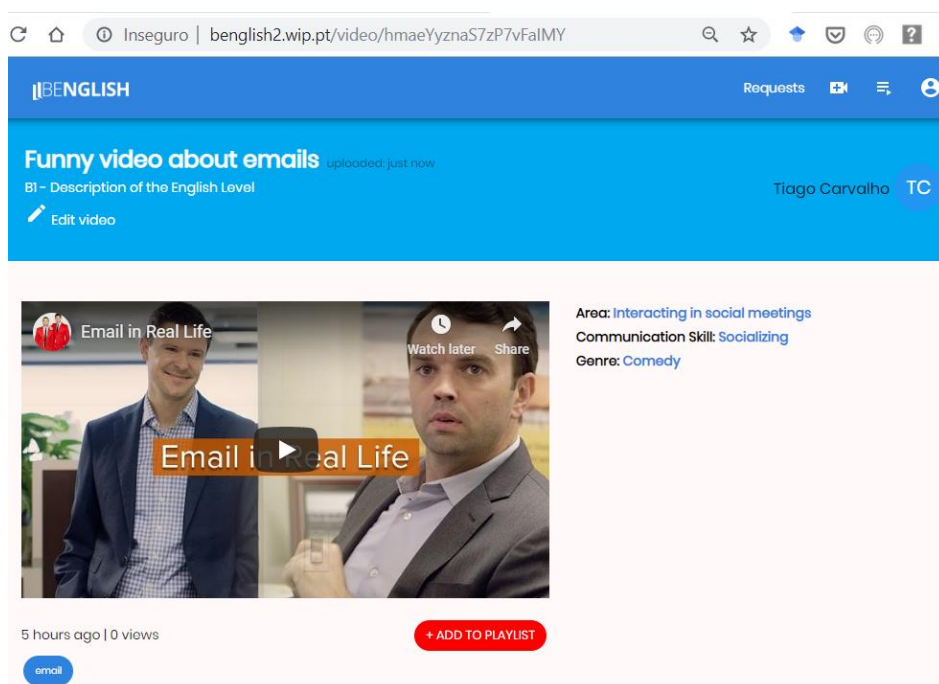 Inseguro | benglish2.wip.pt/video/hmaeYyznaS7zP7vFaIMY
BENGLISH
Requests
Funny video about emails uploaded: just now
B1 - Description of the English Level
Tiago Carvalho TC
Edit video
Email in Real Life
Watch later Share
Email in Real Life
Area: Interacting in social meetings
Communication Skill: Socializing
Genre: Comedy
5 hours ago | 0 views
+ ADD TO PLAYLIST
email